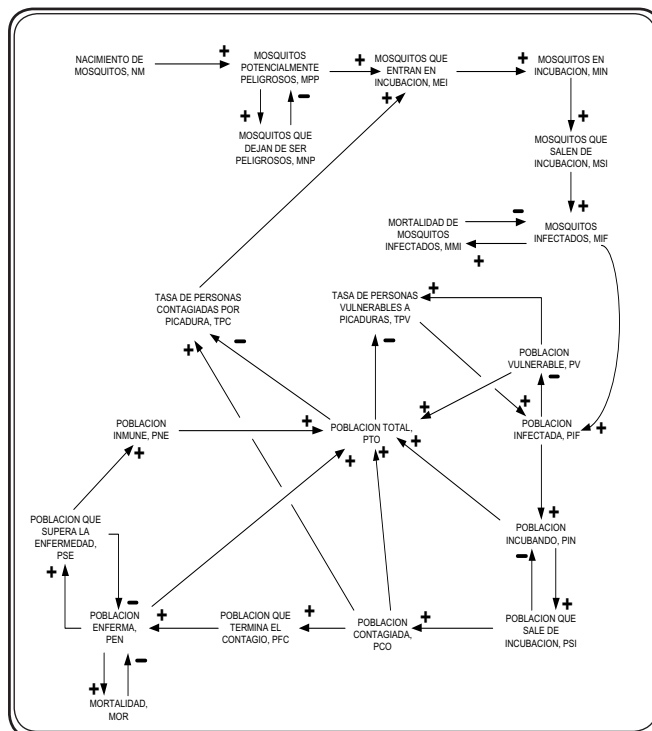 NACIMIENTO DE
MOSQUITOS, NM
MOSQUITOS
POTENCIALMENTE
PELIGROSOS, MPP
MOSQUITOS QUE
ENTRAN EN
INCUBACION, MEI
MOSQUITOS EN
INCUBACION, MIN
MOSQUITOS QUE
DEJAN DE SER
PELIGROSOS, MNP
MOSQUITOS QUE
SALEN DE
INCUBACION, MSI
MORTALIDAD DE
MOSQUITOS
INFECTADOS, MMI
MOSQUITOS
INFECTADOS, MIF
TASA DE PERSONAS
CONTAGIADAS POR
PICADURA, TPC
TASA DE PERSONAS
VULNERABLES A
PICADURAS, TPV
POBLACION
VULNERABLE, PV
POBLACION
INMUNE, PNE
POBLACION TOTAL,
PTO
POBLACION
INFECTADA, PIF
POBLACION QUE
SUPERA LA
ENFERMEDAD,
PSE
POBLACION
INCUBANDO, PIN
POBLACION
ENFERMA,
PEN
POBLACION QUE
TERMINA EL
CONTAGIO, PFC
POBLACION
CONTAGIADA,
PCO
POBLACION QUE
SALE DE
INCUBACION, PSI
MORTALIDAD,
MOR